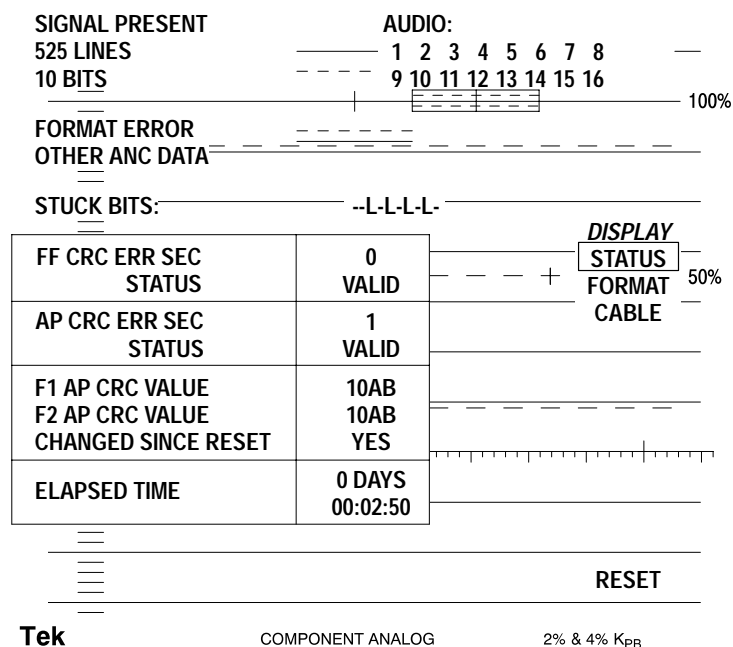 SIGNAL PRESENT AUDIO:
525 LINES 1 2 3 4 5 6 7 8
10 BITS 9 10 11 12 13 14 15 16
100%
FORMAT ERROR
OTHER ANC DATA
STUCK BITS: --L-L-L-L-
DISPLAY
STATUS
50%
FORMAT
CABLE
FF CRC ERR SEC 0
STATUS VALID
AP CRC ERR SEC 1
STATUS VALID
F1 AP CRC VALUE 10AB
F2 AP CRC VALUE 10AB
CHANGED SINCE RESET YES
ELAPSED TIME 0 DAYS
00:02:50
RESET
Tek COMPONENT ANALOG 2% & 4% KPB